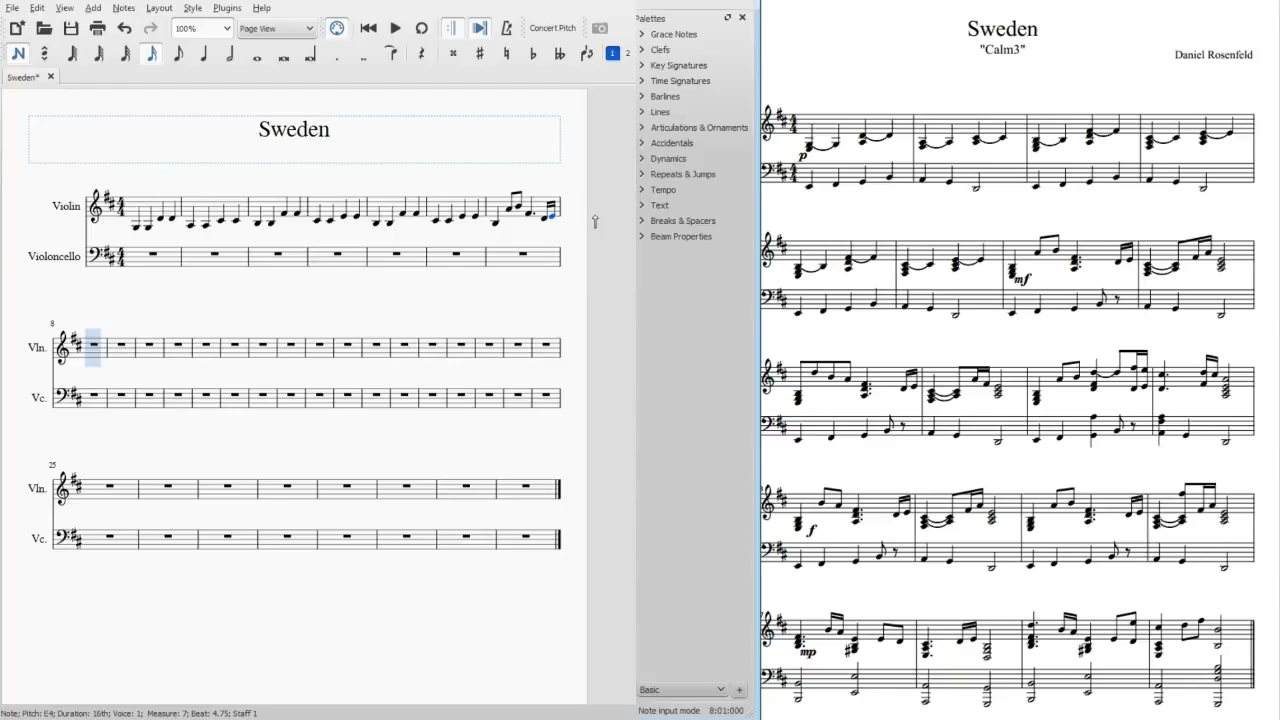 File Edit View Add Notes Layout Style Plugins Help
100% Page View Concert Pitch
1 2
Sweden*
Sweden
Violin
Violoncello
8
Vln.
Vc.
25
Vln.
Vc.
Note; Pitch: E4; Duration: 16th; Voice: 1; Measure: 7; Beat: 4.75; Staff 1
Palettes
Grace Notes
Clefs
Key Signatures
Time Signatures
Barlines
Lines
Articulations & Ornaments
Accidentals
Dynamics
Repeats & Jumps
Tempo
Text
Breaks & Spacers
Beam Properties
Basic
Note input mode 8:01:000
Sweden
"Calm3"
Daniel Rosenfeld
p
mf
f
mp